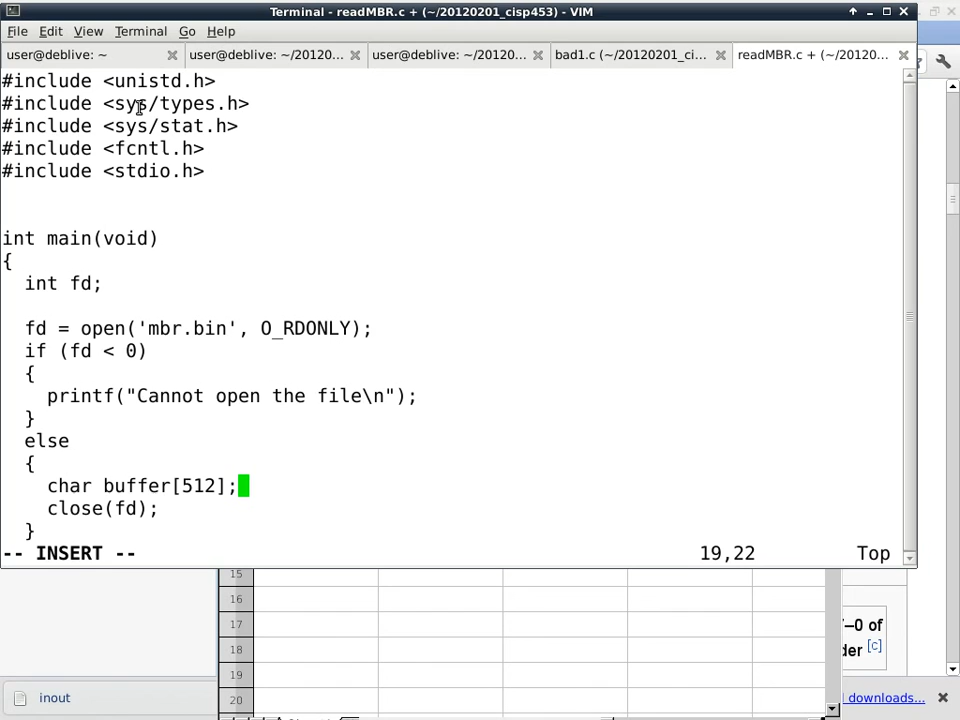 Terminal - readMBR.c + (~/20120201_cisp453) - VIM
File Edit View Terminal Go Help
user@deblive: ~
user@deblive: ~/20120...
user@deblive: ~/20120...
bad1.c (~/20120201_ci...
readMBR.c + (~/20120...
#include <unistd.h>
#include <sys/types.h>
#include <sys/stat.h>
#include <fcntl.h>
#include <stdio.h>
int main(void)
{
int fd;
fd = open('mbr.bin', O_RDONLY);
if (fd < 0)
{
printf("Cannot open the file\n");
}
else
{
char buffer[512];
close(fd);
}
-- INSERT -- 19,22 Top
15
16
17
18
19
20
of
[c]
inout
downloads...